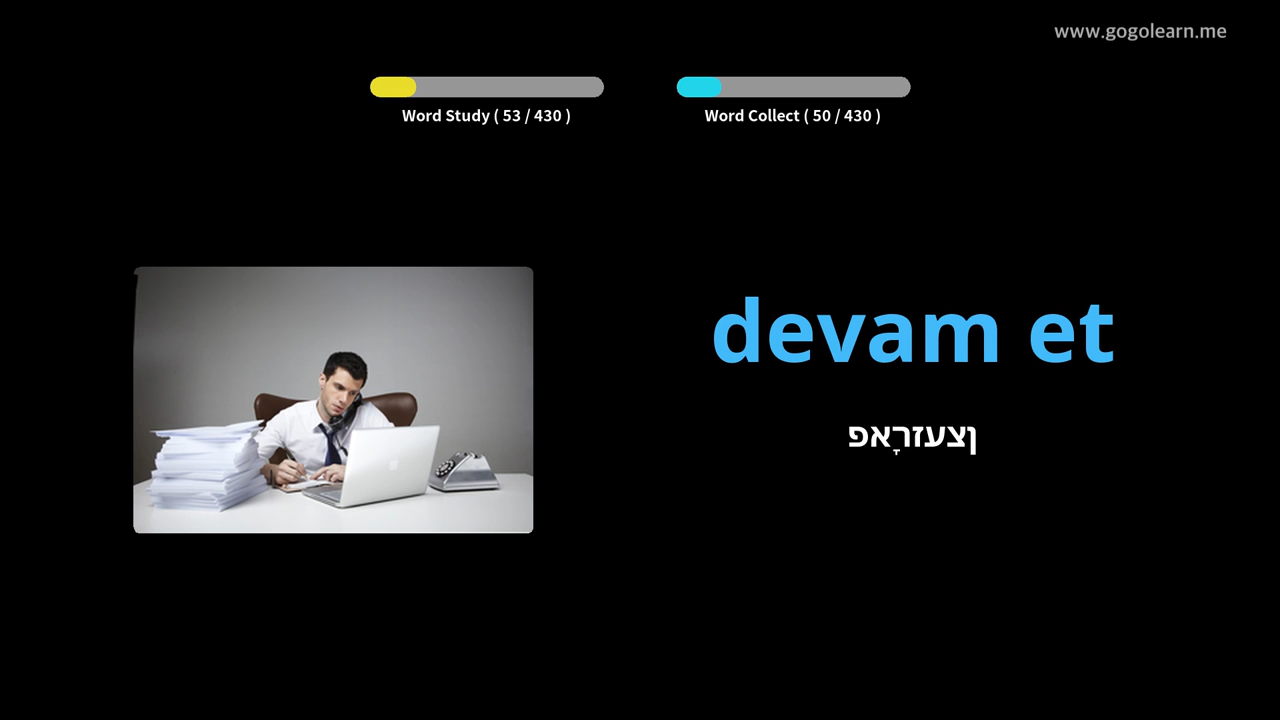 www.gogolearn.me
Word Study ( 53 / 430 )
Word Collect ( 50 / 430 )
devam et
פאָרזעצן